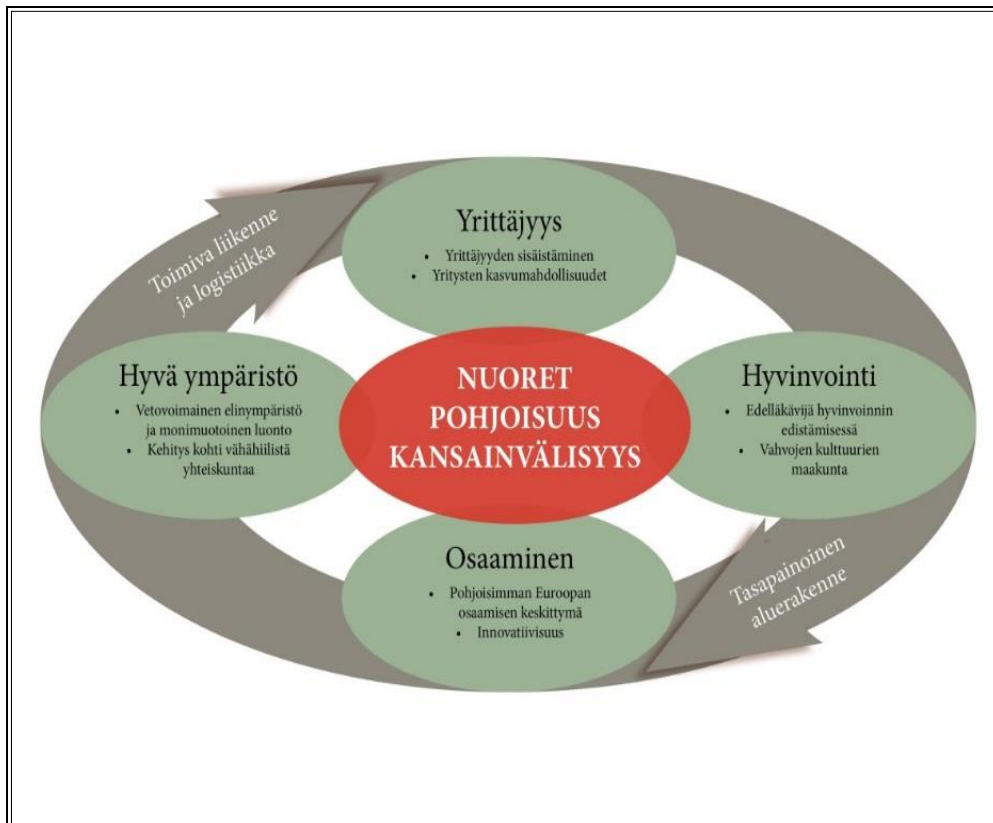 Toimiva liikenne
ja logistiikka
Yrittäjyys
• Yrittäjyyden sisäistäminen
• Yritysten kasvumahdollisuudet
Hyvä ympäristö
• Vetovoimainen elinympäristö
ja monimuotoinen luonto
• Kehitys kohti vähähiilistä
yhteiskuntaa
NUORET
POHJOISUUS
KANSAINVÄLISYYS
Hyvinvointi
• Edelläkävijä hyvinvoinnin
edistämisessä
• Vahvojen kulttuurien
maakunta
Osaaminen
• Pohjoisimman Euroopan
osaamisen keskittymä
• Innovatiivisuus
Tasapainoinen
aluerakenne